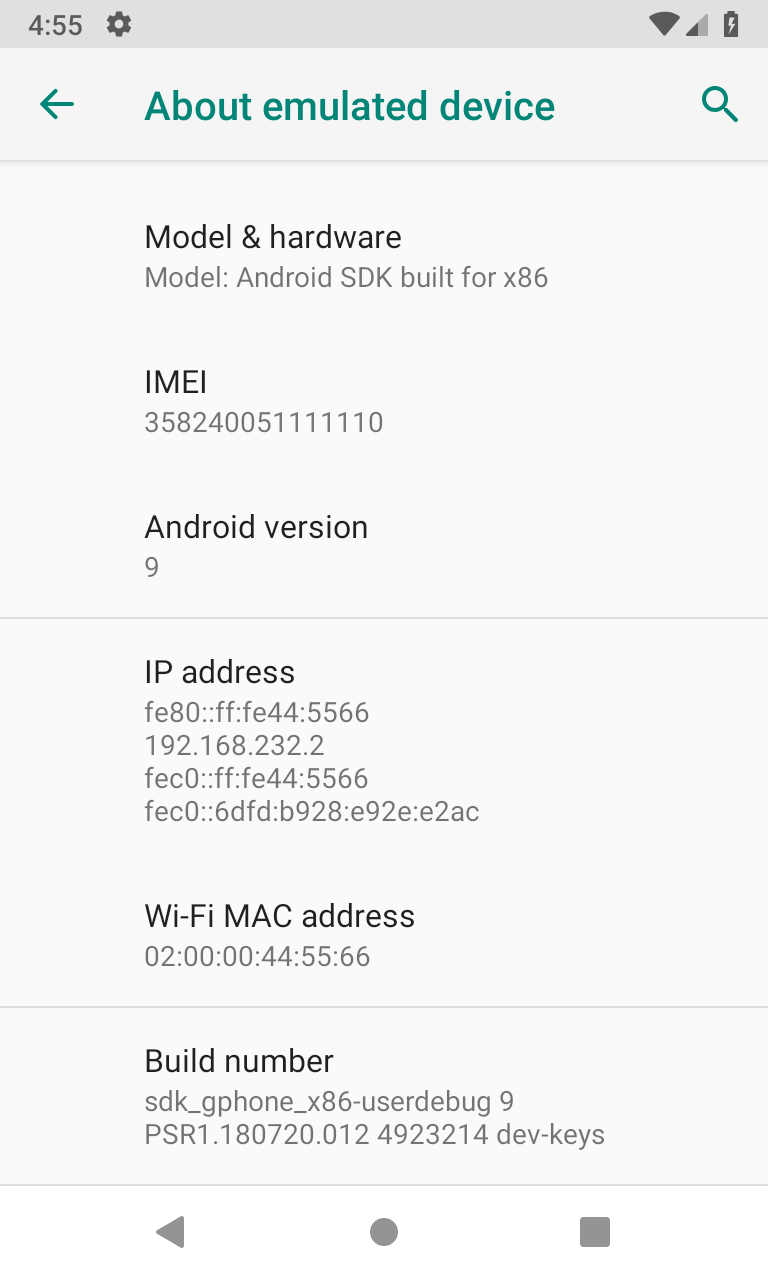 4:55
About emulated device
Model & hardware
Model: Android SDK built for x86
IMEI
358240051111110
Android version
9
IP address
fe80::ff:fe44:5566
192.168.232.2
fec0::ff:fe44:5566
fec0::6dfd:b928:e92e:e2ac
Wi-Fi MAC address
02:00:00:44:55:66
Build number
sdk_gphone_x86-userdebug 9
PSR1.180720.012 4923214 dev-keys